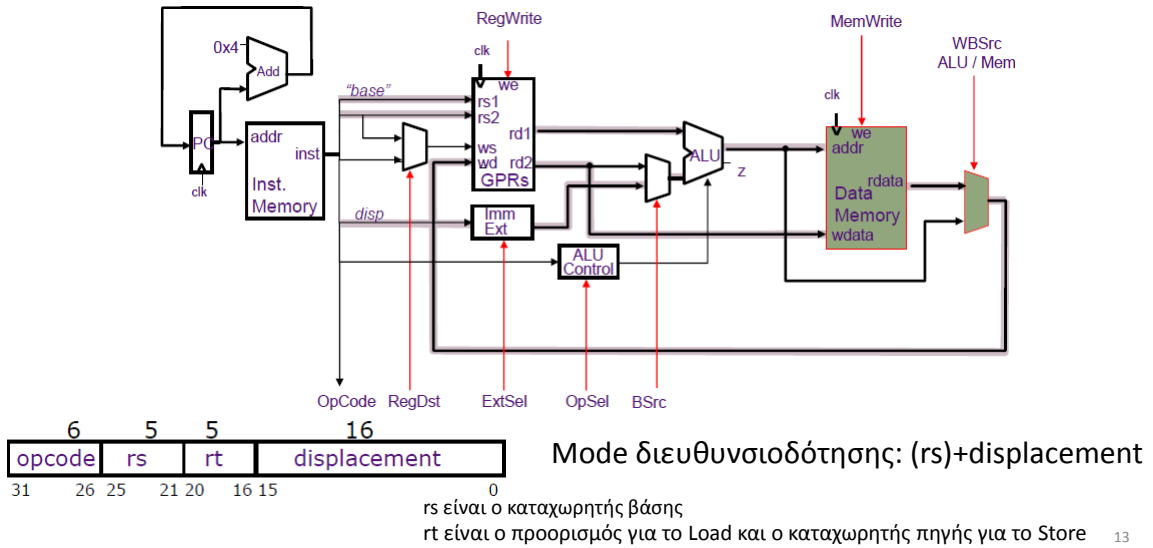 RegWrite
MemWrite
WBSrc
ALU / Mem
0x4
Add
clk
"base"
we
rs1
rs2
rd1
ws
wd
rd2
GPRs
PC
clk
addr
inst
Inst.
Memory
ALU
z
clk
we
addr
rdata
Data
Memory
wdata
disp
Imm
Ext
ALU
Control
OpCode
RegDst
ExtSel
OpSel
BSrc
6 5 5 16
opcode rs rt displacement
31 26 25 21 20 16 15 0
Mode διευθυνσιοδότησης: (rs)+displacement
rs είναι ο καταχωρητής βάσης
rt είναι ο προορισμός για το Load και ο καταχωρητής πηγής για το Store
13